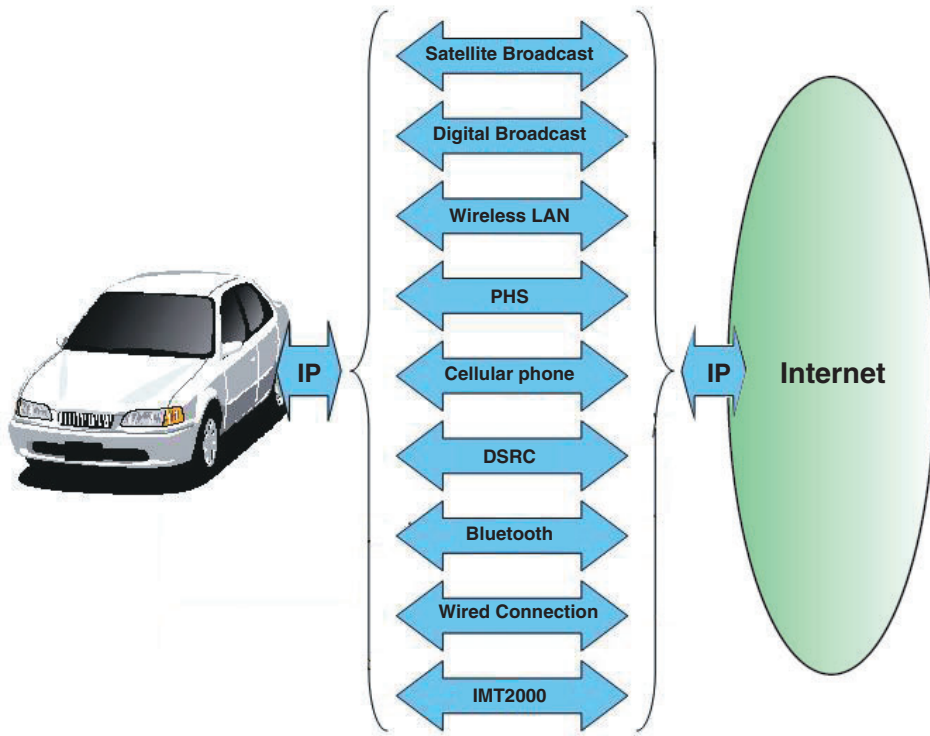 Satellite Broadcast
Digital Broadcast
Wireless LAN
PHS
IP
Cellular phone
IP
Internet
DSRC
Bluetooth
Wired Connection
IMT2000